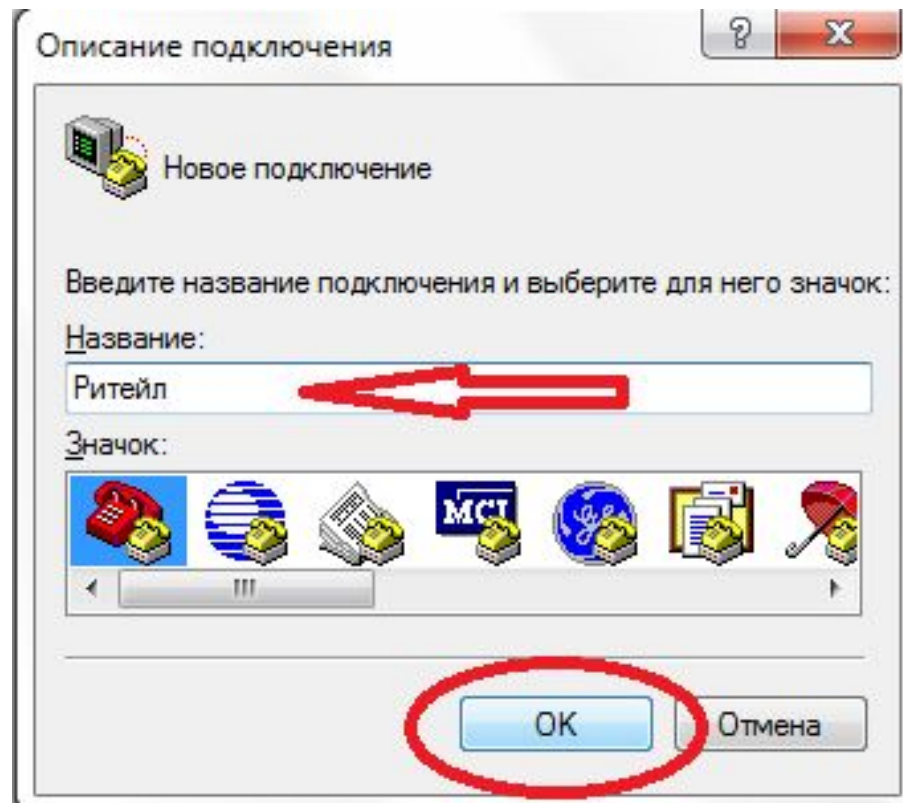 Описание подключения
?
X
Новое подключение
Введите название подключения и выберите для него значок:
Название:
Ритейл
Значок:
MCI
OK
Отмена